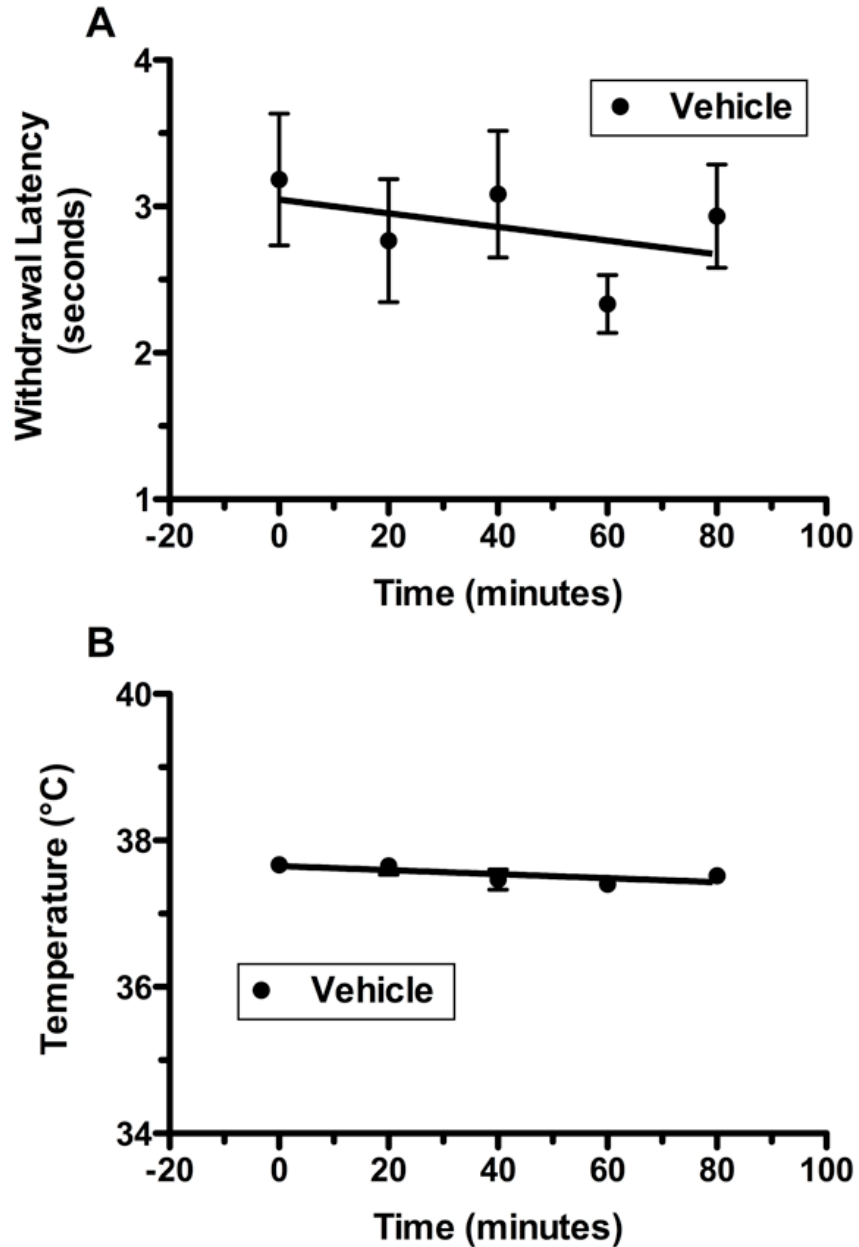 A
4
3
2
1
Withdrawal Latency
(seconds)
Vehicle
-20 0 20 40 60 80 100
Time (minutes)
B
40
38
36
34
Temperature (°C)
Vehicle
-20 0 20 40 60 80 100
Time (minutes)